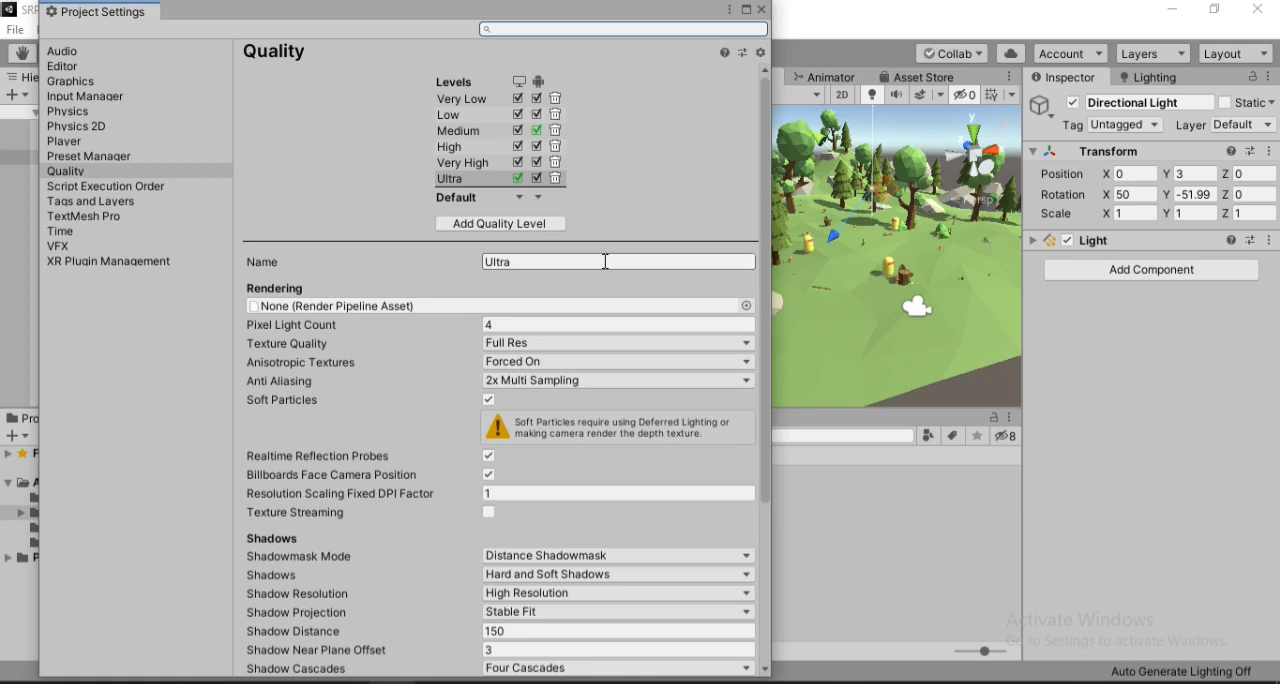 SRP
Project Settings
File
Collab
Account
Layers
Layout
Hie
Audio
Editor
Graphics
Input Manager
Physics
Physics 2D
Player
Preset Manager
Quality
Script Execution Order
Tags and Layers
TextMesh Pro
Time
VFX
XR Plugin Management
Quality
Levels
Very Low
Low
Medium
High
Very High
Ultra
Default
Add Quality Level
Name Ultra
Rendering
None (Render Pipeline Asset)
Pixel Light Count 4
Texture Quality Full Res
Anisotropic Textures Forced On
Anti Aliasing 2x Multi Sampling
Soft Particles
Soft Particles require using Deferred Lighting or
making camera render the depth texture.
Realtime Reflection Probes
Billboards Face Camera Position
Resolution Scaling Fixed DPI Factor 1
Texture Streaming
Shadows
Shadowmask Mode Distance Shadowmask
Shadows Hard and Soft Shadows
Shadow Resolution High Resolution
Shadow Projection Stable Fit
Shadow Distance 150
Shadow Near Plane Offset 3
Shadow Cascades Four Cascades
Animator Asset Store
2D 0
y
z
Persp
Pro
F
A
P
8
Inspector Lighting
Directional Light Static
Tag Untagged Layer Default
Transform
Position X 0 Y 3 Z 0
Rotation X 50 Y -51.99 Z 0
Scale X 1 Y 1 Z 1
Light
Add Component
Activate Windows
Go to Settings to activate Windows.
Auto Generate Lighting Off